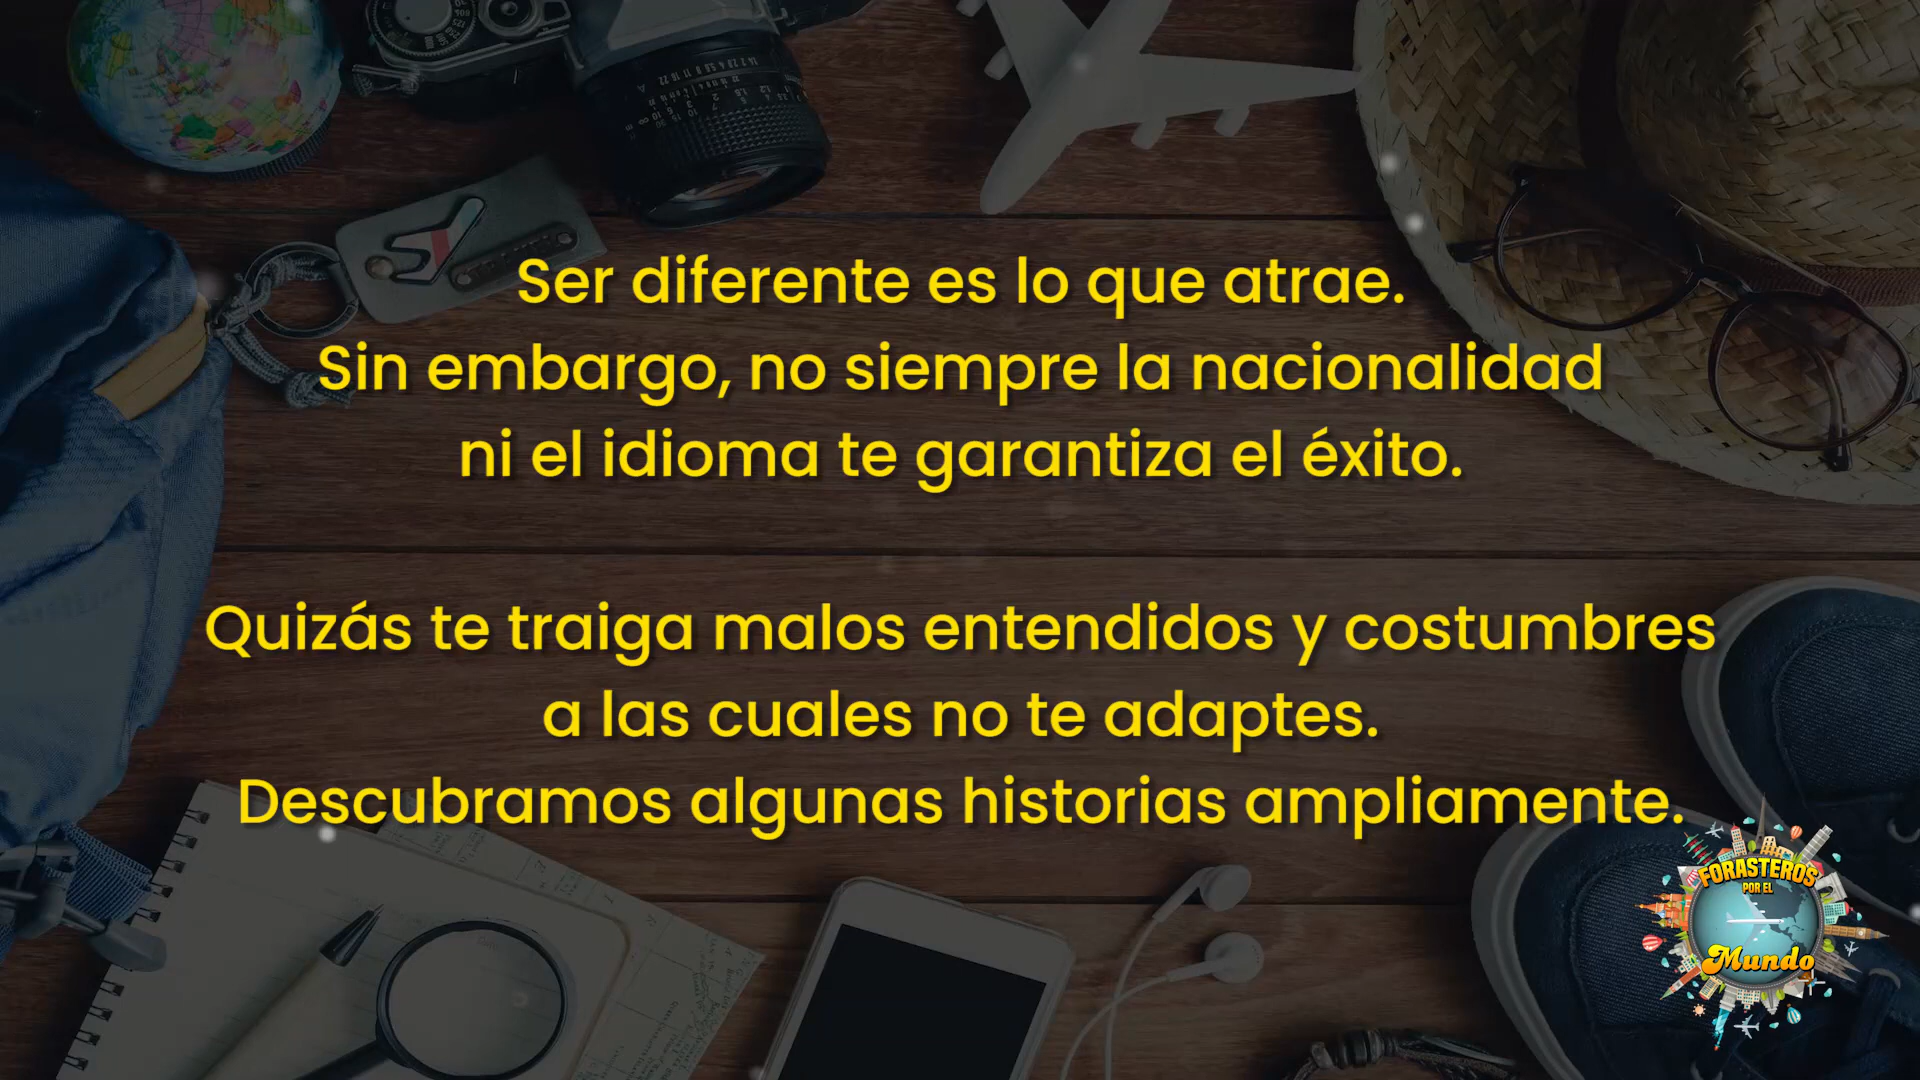 Ser diferente es lo que atrae.
Sin embargo, no siempre la nacionalidad
ni el idioma te garantiza el éxito.
Quizás te traiga malos entendidos y costumbres
a las cuales no te adaptes.
Descubramos algunas historias ampliamente.
FORASTEROS
POR EL
Mundo